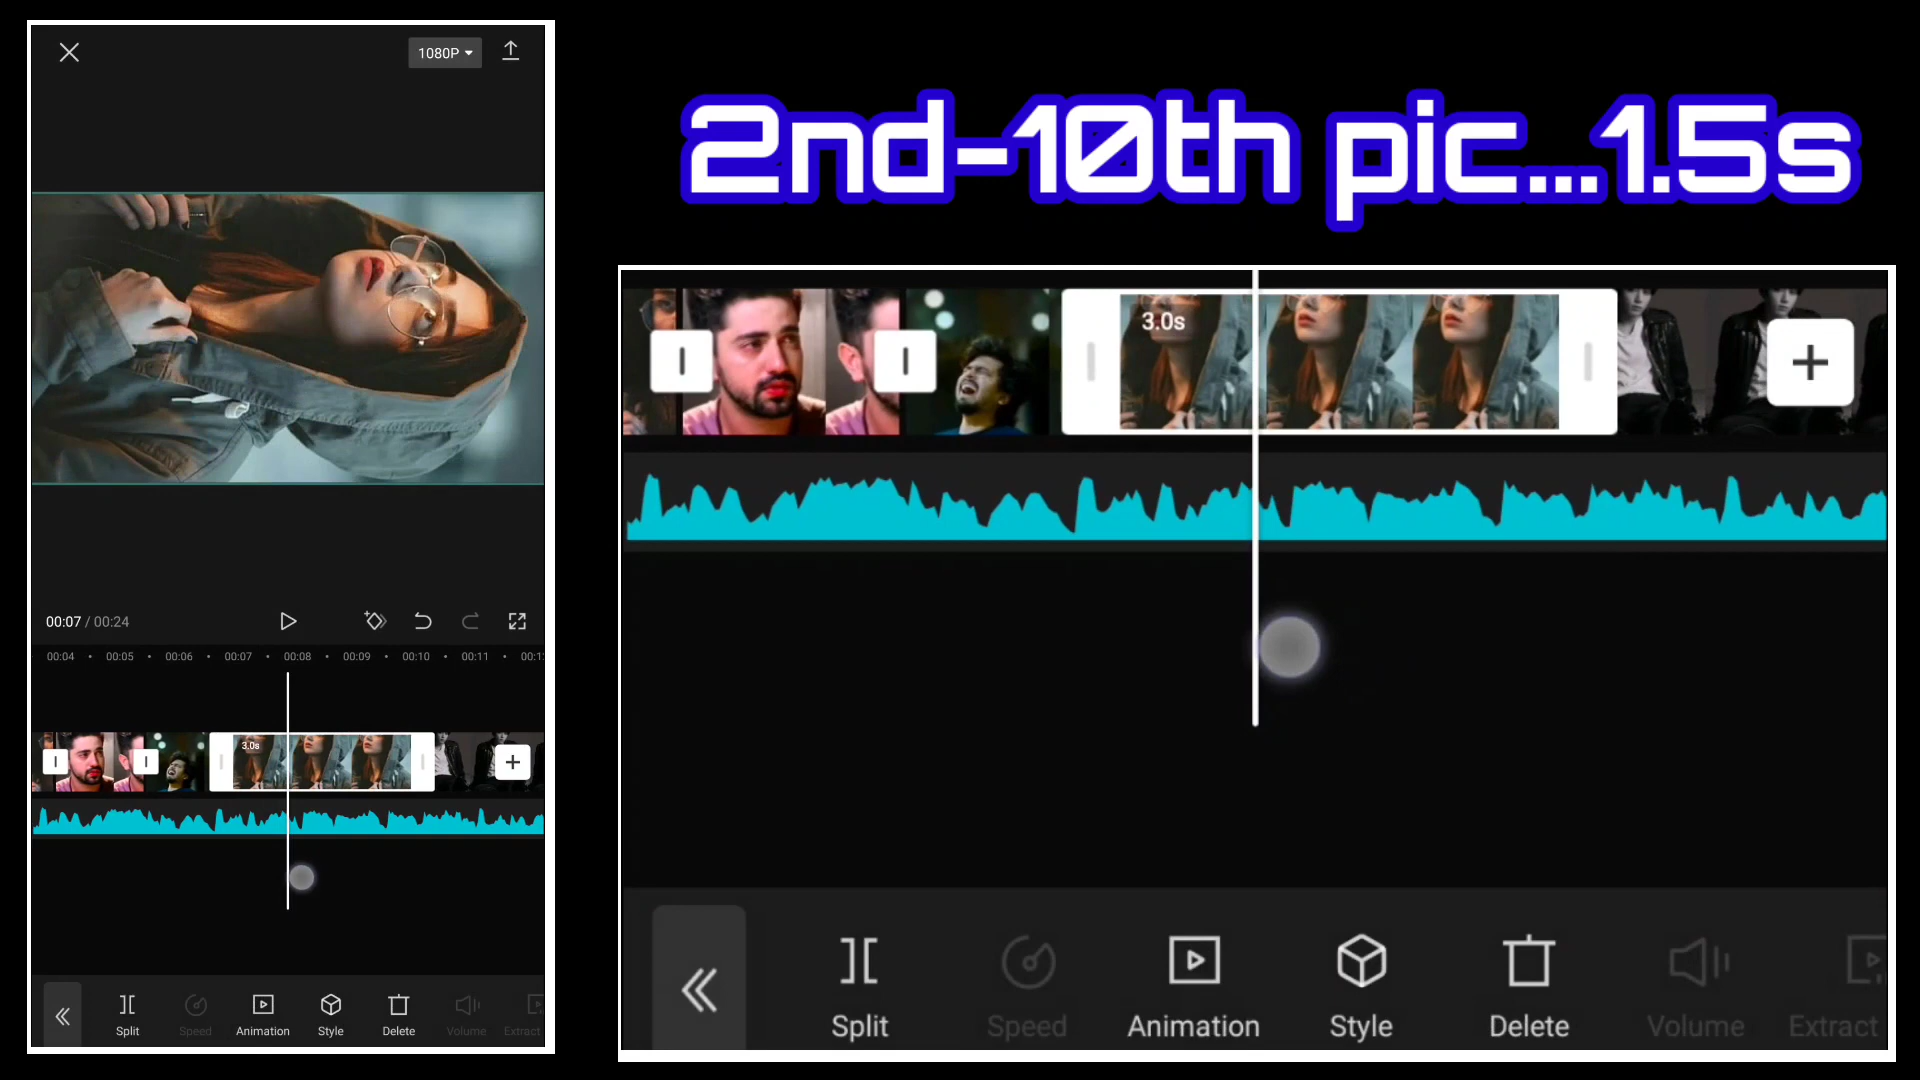 1080P
2nd-10th pic...1.5s
00:07 / 00:24
00:04 00:05 00:06 00:07 00:08 00:09 00:10 00:11
3.0s
Split Speed Animation Style Delete Volume Extract
3.0s
Split Speed Animation Style Delete Volume Extract